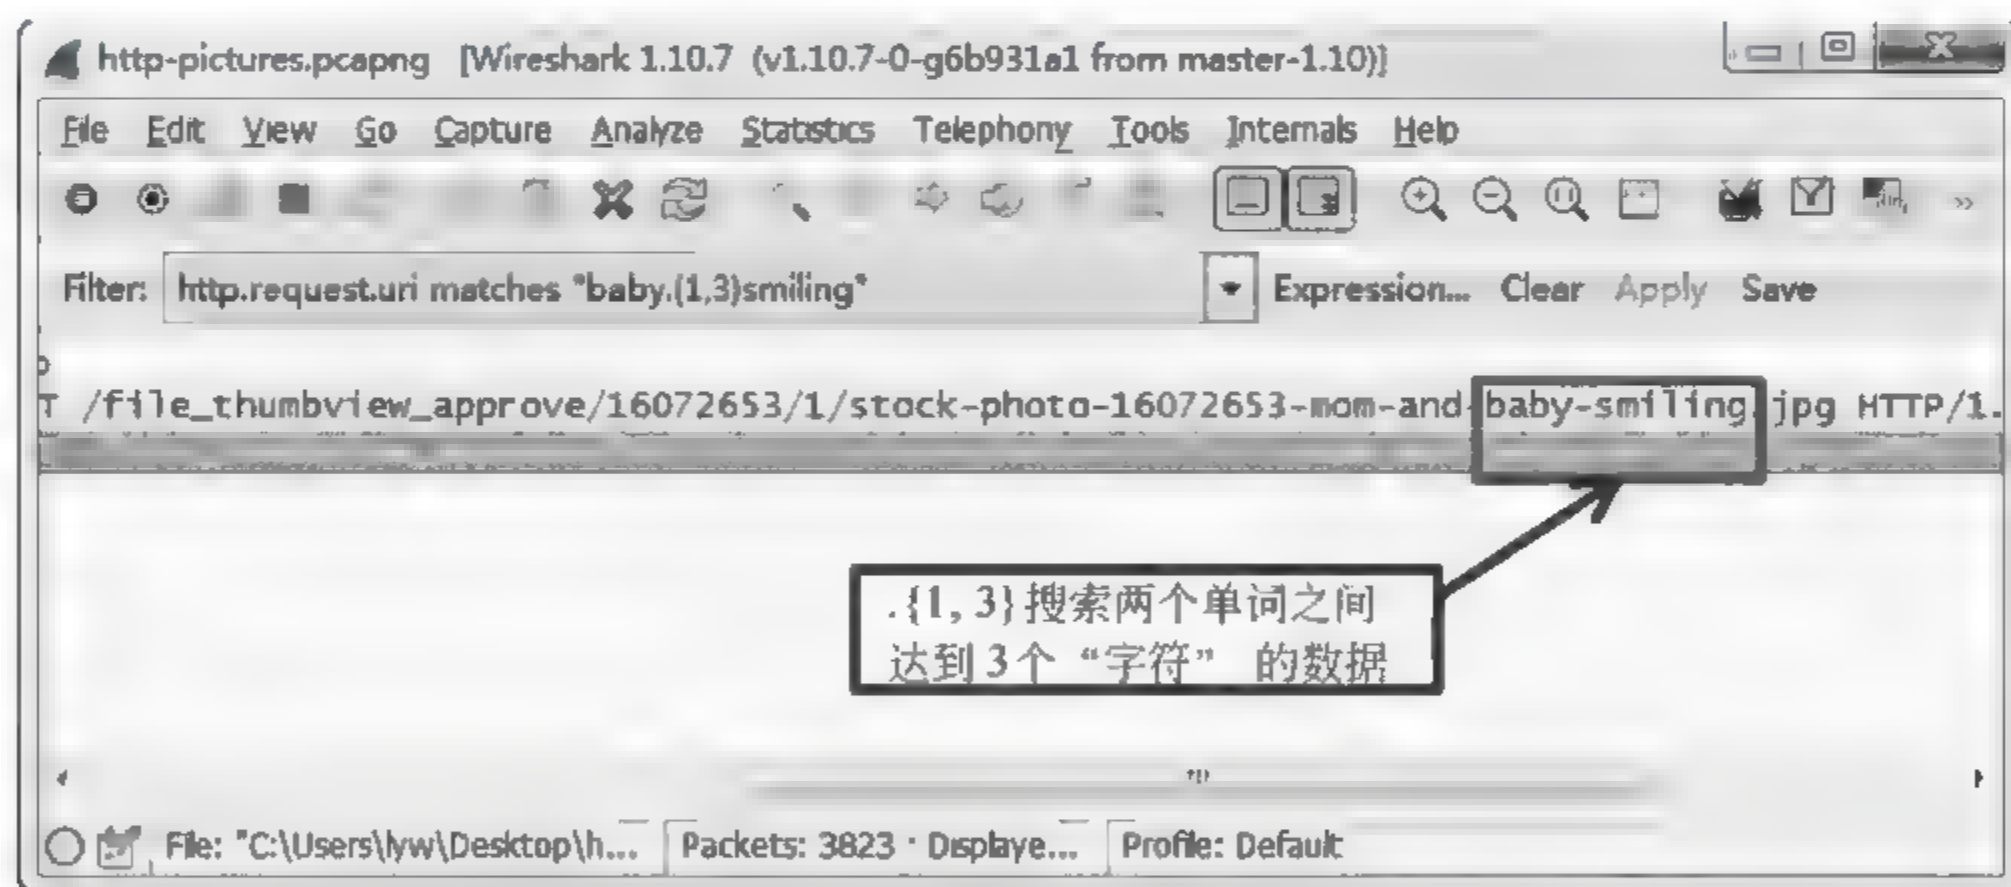 http-pictures.pcapng [Wireshark 1.10.7 (v1.10.7-0-g6b931a1 from master-1.10)]
File Edit View Go Capture Analyze Statistics Telephony Tools Internals Help
Filter: http.request.uri matches "baby.{1,3}smiling" Expression... Clear Apply Save
T /file_thumbview_approve/16072653/1/stock-photo-16072653-mom-and-baby-smiling.jpg HTTP/1.
.{1, 3}搜索两个单词之间
达到3个“字符” 的数据
File: "C:\Users\lyw\Desktop\h... Packets: 3823 · Displaye... Profile: Default